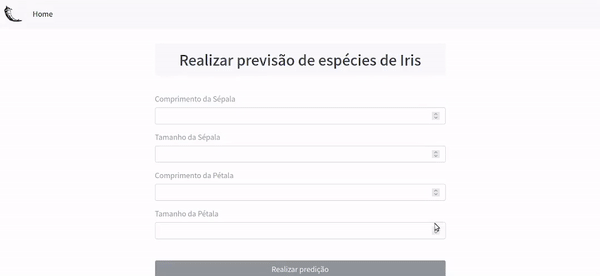 Home
Realizar previsão de espécies de Iris
Comprimento da Sépala
Tamanho da Sépala
Comprimento da Pétala
Tamanho da Pétala
Realizar predição